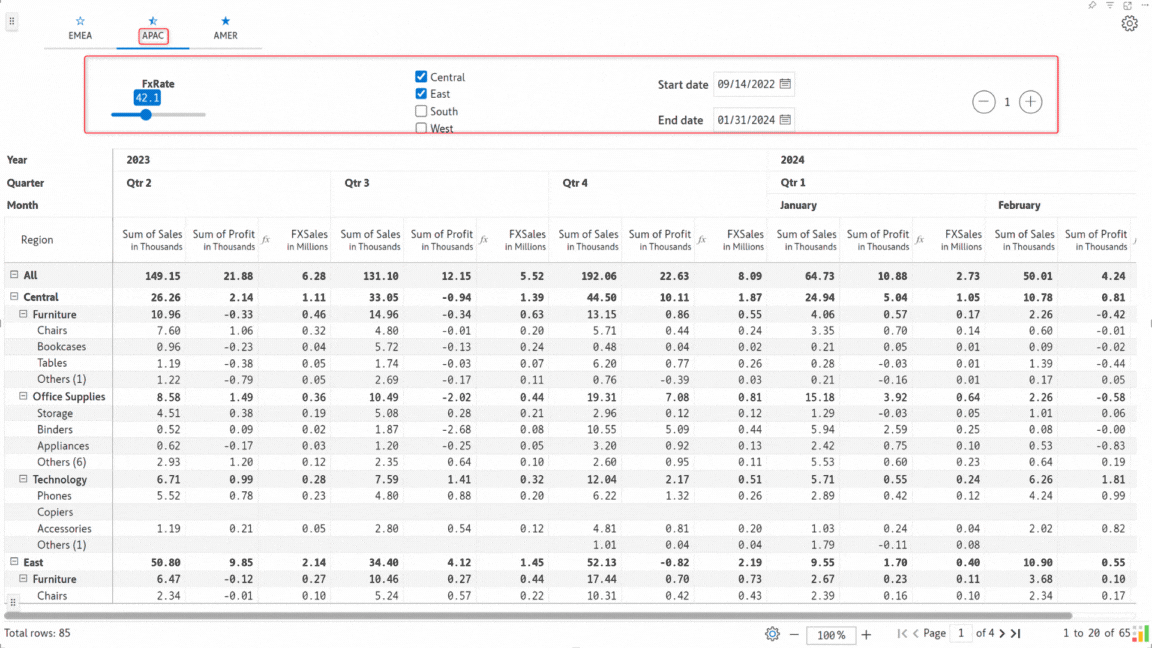 EMEA APAC AMER
FxRate
42.1
Central
East
South
West
Start date 09/14/2022
End date 01/31/2024
1
Year 2023 2024
Quarter Qtr 2 Qtr 3 Qtr 4 Qtr 1
Month January February
Region Sum of Sales in Thousands Sum of Profit in Thousands fx FXSales in Millions Sum of Sales in Thousands Sum of Profit in Thousands fx FXSales in Millions Sum of Sales in Thousands Sum of Profit in Thousands fx FXSales in Millions Sum of Sales in Thousands Sum of Profit in Thousands fx FXSales in Millions Sum of Sales in Thousands Sum of Profit in Thousands
All 149.15 21.88 6.28 131.10 12.15 5.52 192.06 22.63 8.09 64.73 10.88 2.73 50.01 4.24
Central 26.26 2.14 1.11 33.05 -0.94 1.39 44.50 10.11 1.87 24.94 5.04 1.05 10.78 0.81
Furniture 10.96 -0.33 0.46 14.96 -0.34 0.63 13.15 0.86 0.55 4.06 0.57 0.17 2.26 -0.42
Chairs 7.60 1.06 0.32 4.80 -0.01 0.20 5.71 0.44 0.24 3.35 0.70 0.14 0.60 -0.01
Bookcases 0.96 -0.23 0.04 5.72 -0.13 0.24 0.48 0.04 0.02 0.21 0.05 0.01 0.09 -0.02
Tables 1.19 -0.38 0.05 1.74 -0.03 0.07 6.20 0.77 0.26 0.28 -0.03 0.01 1.39 -0.44
Others (1) 1.22 -0.79 0.05 2.69 -0.17 0.11 0.76 -0.39 0.03 0.21 -0.16 0.01 0.17 0.05
Office Supplies 8.58 1.49 0.36 10.49 -2.02 0.44 19.31 7.08 0.81 15.18 3.92 0.64 2.26 -0.58
Storage 4.51 0.38 0.19 5.08 0.28 0.21 2.96 0.12 0.12 1.29 -0.03 0.05 1.01 0.06
Binders 0.52 0.09 0.02 1.87 -2.68 0.08 10.55 5.09 0.44 5.94 2.59 0.25 0.08 -0.00
Appliances 0.62 -0.17 0.03 1.20 -0.25 0.05 3.20 0.92 0.13 2.42 0.75 0.10 0.53 -0.83
Others (6) 2.93 1.20 0.12 2.35 0.64 0.10 2.60 0.95 0.11 5.53 0.60 0.23 0.64 0.19
Technology 6.71 0.99 0.28 7.59 1.41 0.32 12.04 2.17 0.51 5.71 0.55 0.24 6.26 1.81
Phones 5.52 0.78 0.23 4.80 0.88 0.20 6.22 1.32 0.26 2.89 0.42 0.12 4.24 0.99
Copiers
Accessories 1.19 0.21 0.05 2.80 0.54 0.12 4.81 0.81 0.20 1.03 0.24 0.04 2.02 0.82
Others (1) 1.01 0.04 0.04 1.79 -0.11 0.08
East 50.80 9.85 2.14 34.40 4.12 1.45 52.13 -0.82 2.19 9.55 1.70 0.40 10.90 0.55
Furniture 6.47 -0.12 0.27 10.46 0.27 0.44 17.44 0.70 0.73 2.67 0.23 0.11 3.68 0.10
Chairs 2.34 -0.01 0.10 5.24 0.57 0.22 10.31 0.42 0.43 2.39 0.16 0.10 2.34 0.17
Total rows: 85 100% Page 1 of 4 1 to 20 of 65